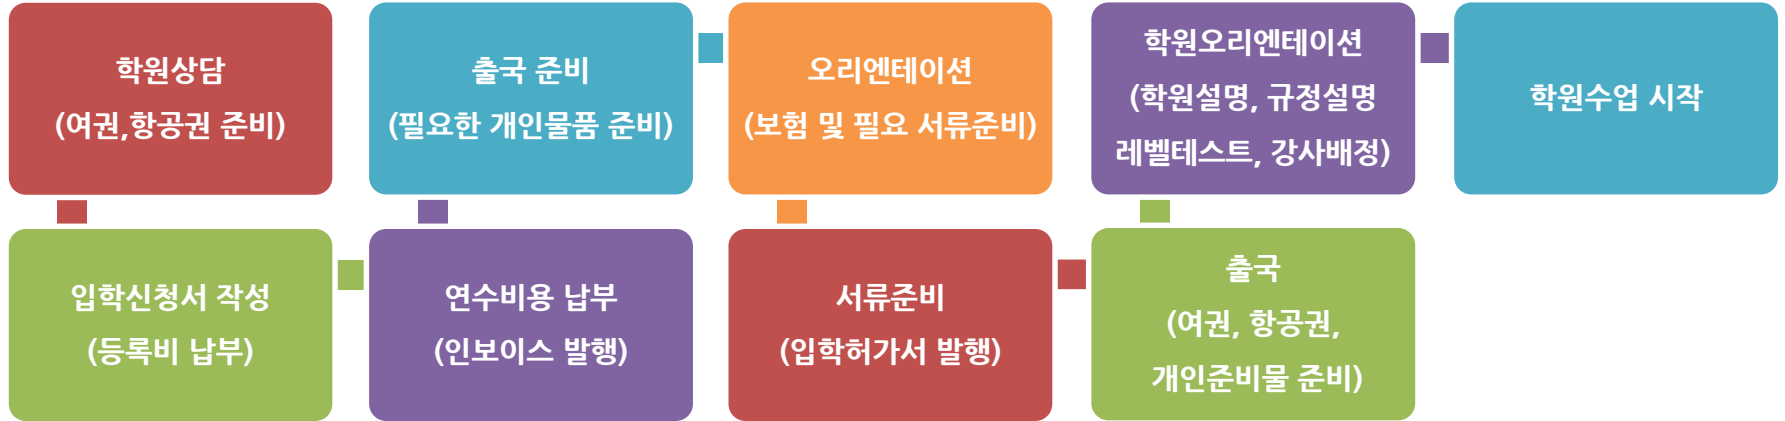 학원상담
(여권,항공권 준비)
입학신청서 작성
(등록비 납부)
연수비용 납부
(인보이스 발행)
출국 준비
(필요한 개인물품 준비)
오리엔테이션
(보험 및 필요 서류준비)
서류준비
(입학허가서 발행)
출국
(여권, 항공권,
개인준비물 준비)
학원오리엔테이션
(학원설명, 규정설명
레벨테스트, 강사배정)
학원수업 시작